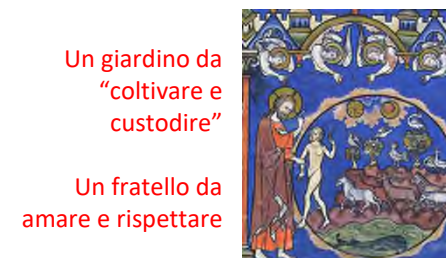 Un giardino da
“coltivare e
custodire”
Un fratello da
amare e rispettare